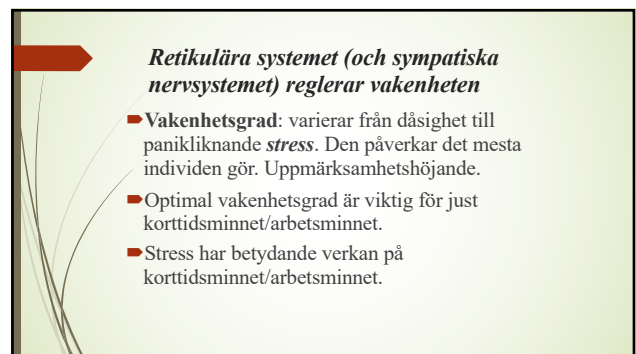 Retikulära systemet (och sympatiska
nervsystemet) reglerar vakenheten
Vakenhetsgrad: varierar från dåsighet till
panikliknande stress. Den påverkar det mesta
individen gör. Uppmärksamhetshöjande.
Optimal vakenhetsgrad är viktig för just
korttidsminnet/arbetsminnet.
Stress har betydande verkan på
korttidsminnet/arbetsminnet.